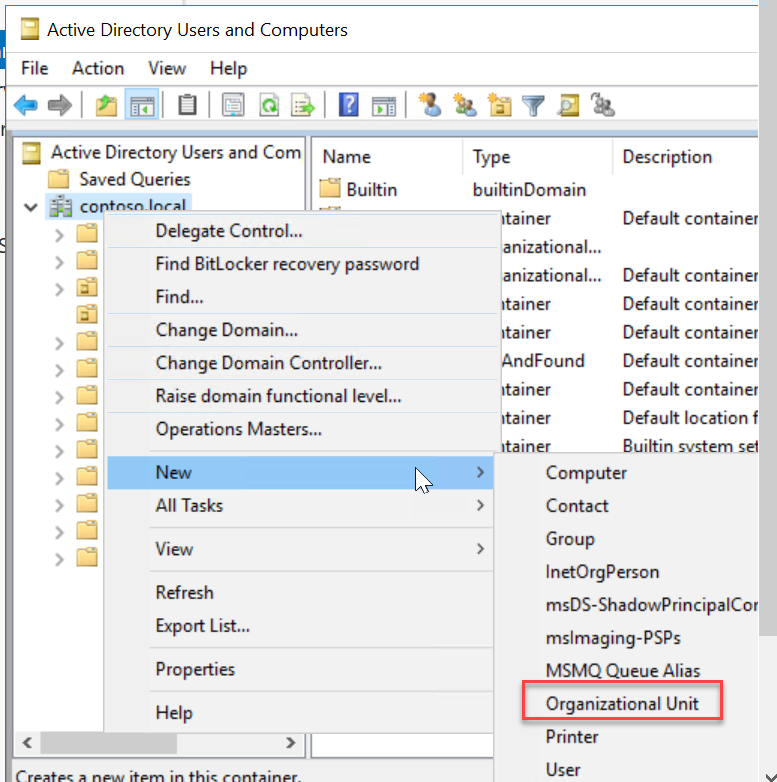 Active Directory Users and Computers
File Action View Help
Active Directory Users and Com
Saved Queries
contoso.local
Name Type Description
Builtin builtinDomain
ntainer Default container
ganizational...
ganizational... Default container
ntainer Default container
ntainer Default container
AndFound Default container
ntainer Default container
ntainer Default location f
ntainer Builtin system set
Delegate Control...
Find BitLocker recovery password
Find...
Change Domain...
Change Domain Controller...
Raise domain functional level...
Operations Masters...
New
All Tasks
View
Refresh
Export List...
Properties
Help
Computer
Contact
Group
InetOrgPerson
msDS-ShadowPrincipalCon
msImaging-PSPs
MSMQ Queue Alias
Organizational Unit
Printer
User
Creates a new item in this container.